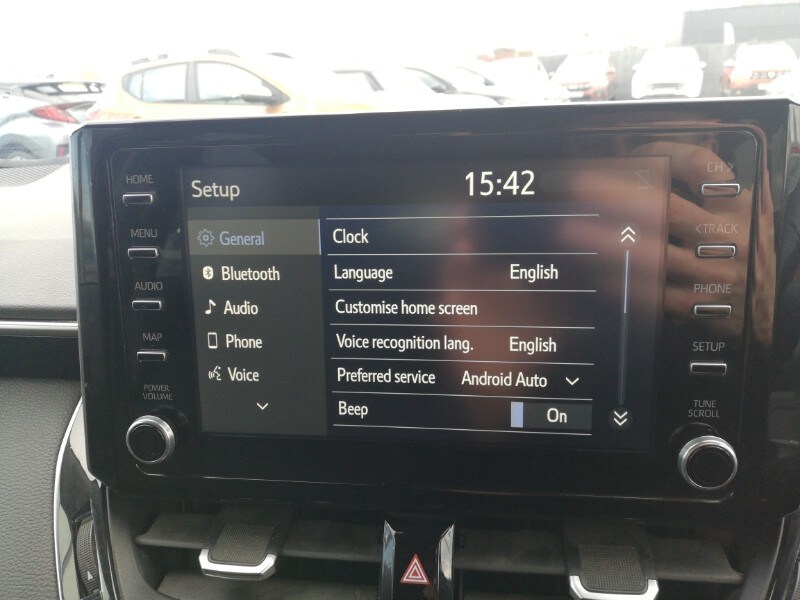 HOME
MENU
AUDIO
MAP
POWER
VOLUME
Setup
15:42
General
Bluetooth
Audio
Phone
Voice
Clock
Language English
Customise home screen
Voice recognition lang. English
Preferred service Android Auto
Beep On
CH >
< TRACK
PHONE
SETUP
TUNE
SCROLL